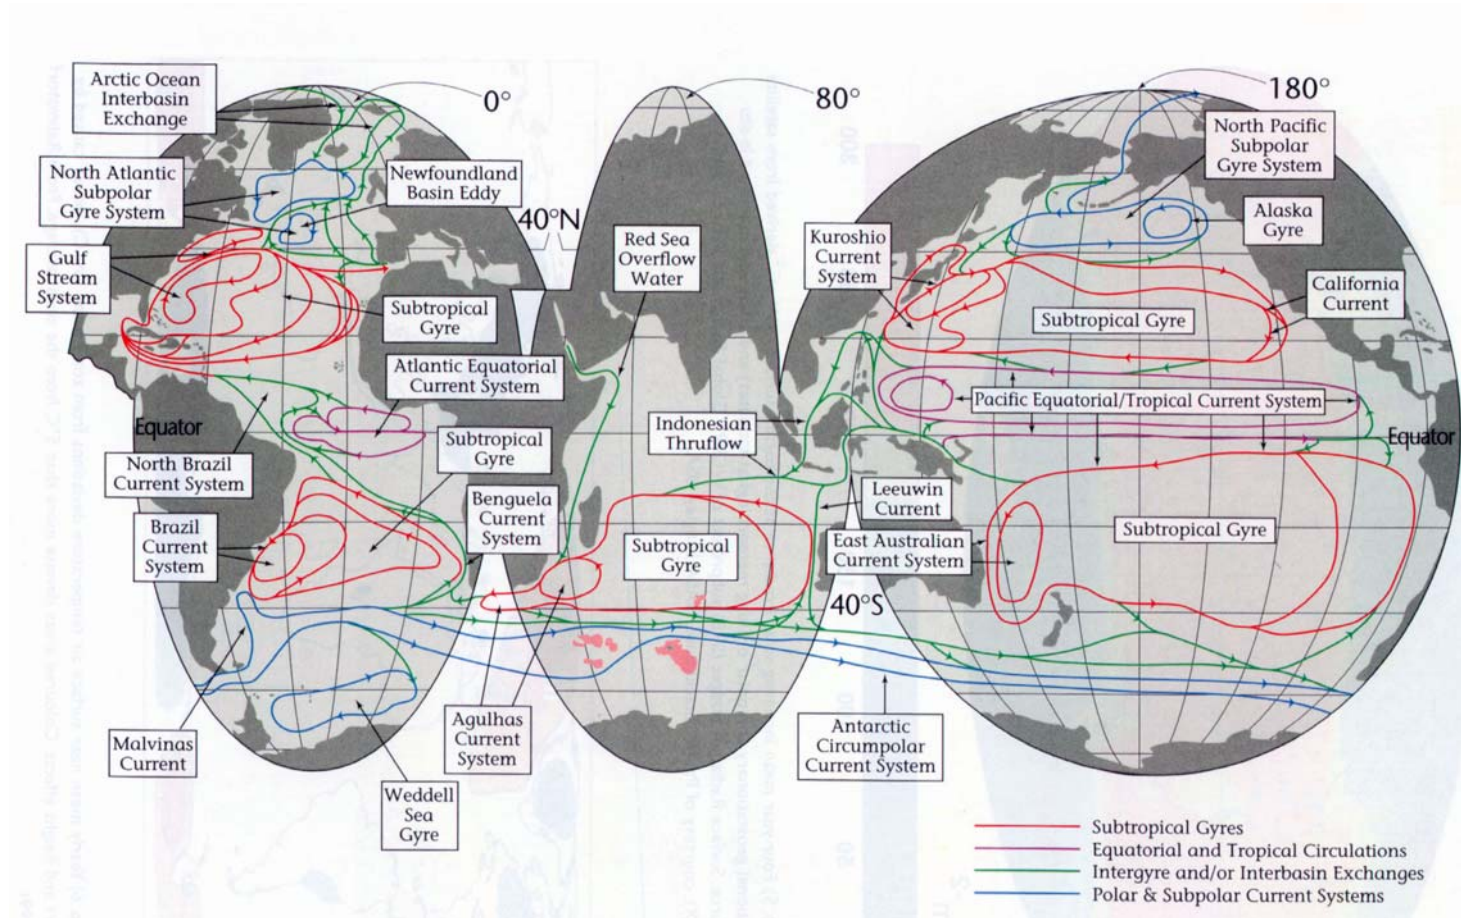 Arctic Ocean
Interbasin
Exchange
0°
80°
180°
North Pacific
Subpolar
Gyre System
North Atlantic
Subpolar
Gyre System
Newfoundland
Basin Eddy
40°N
Alaska
Gyre
Gulf
Stream
System
Red Sea
Overflow
Water
Kuroshio
Current
System
California
Current
Subtropical
Gyre
Subtropical Gyre
Atlantic Equatorial
Current System
Pacific Equatorial/Tropical Current System
Equator
Indonesian
Thruflow
Equator
Subtropical
Gyre
North Brazil
Current System
Benguela
Current
System
Leeuwin
Current
Brazil
Current
System
Subtropical
Gyre
East Australian
Current System
Subtropical Gyre
40°S
Malvinas
Current
Agulhas
Current
System
Antarctic
Circumpolar
Current System
Weddell
Sea
Gyre
Subtropical Gyres
Equatorial and Tropical Circulations
Intergyre and/or Interbasin Exchanges
Polar & Subpolar Current Systems